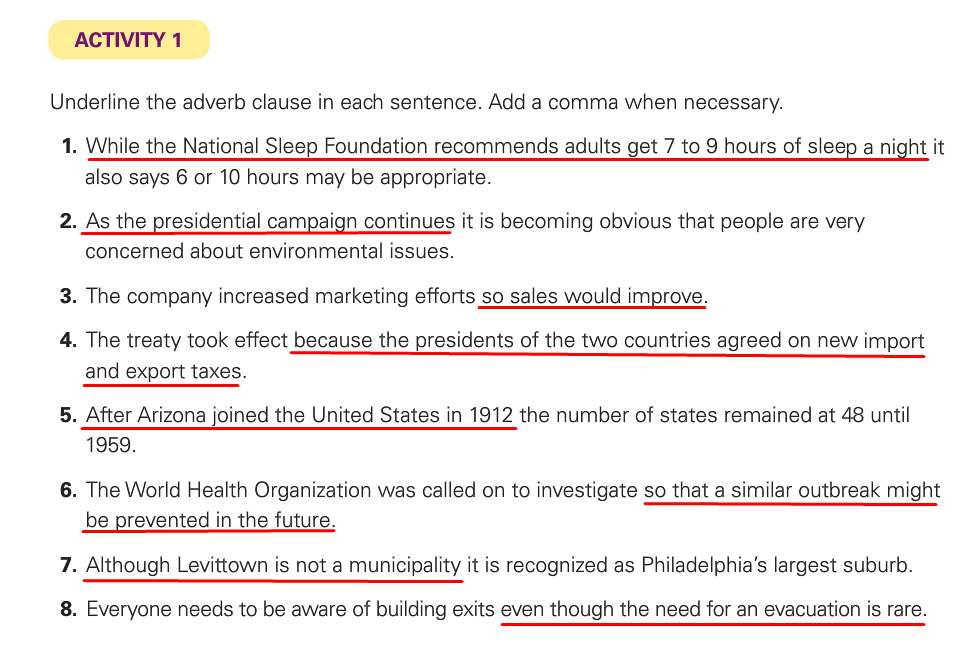 ACTIVITY 1
Underline the adverb clause in each sentence. Add a comma when necessary.
1. While the National Sleep Foundation recommends adults get 7 to 9 hours of sleep a night it
also says 6 or 10 hours may be appropriate.
2. As the presidential campaign continues it is becoming obvious that people are very
concerned about environmental issues.
3. The company increased marketing efforts so sales would improve.
4. The treaty took effect because the presidents of the two countries agreed on new import
and export taxes.
5. After Arizona joined the United States in 1912 the number of states remained at 48 until
1959.
6. The World Health Organization was called on to investigate so that a similar outbreak might
be prevented in the future.
7. Although Levittown is not a municipality it is recognized as Philadelphia’s largest suburb.
8. Everyone needs to be aware of building exits even though the need for an evacuation is rare.